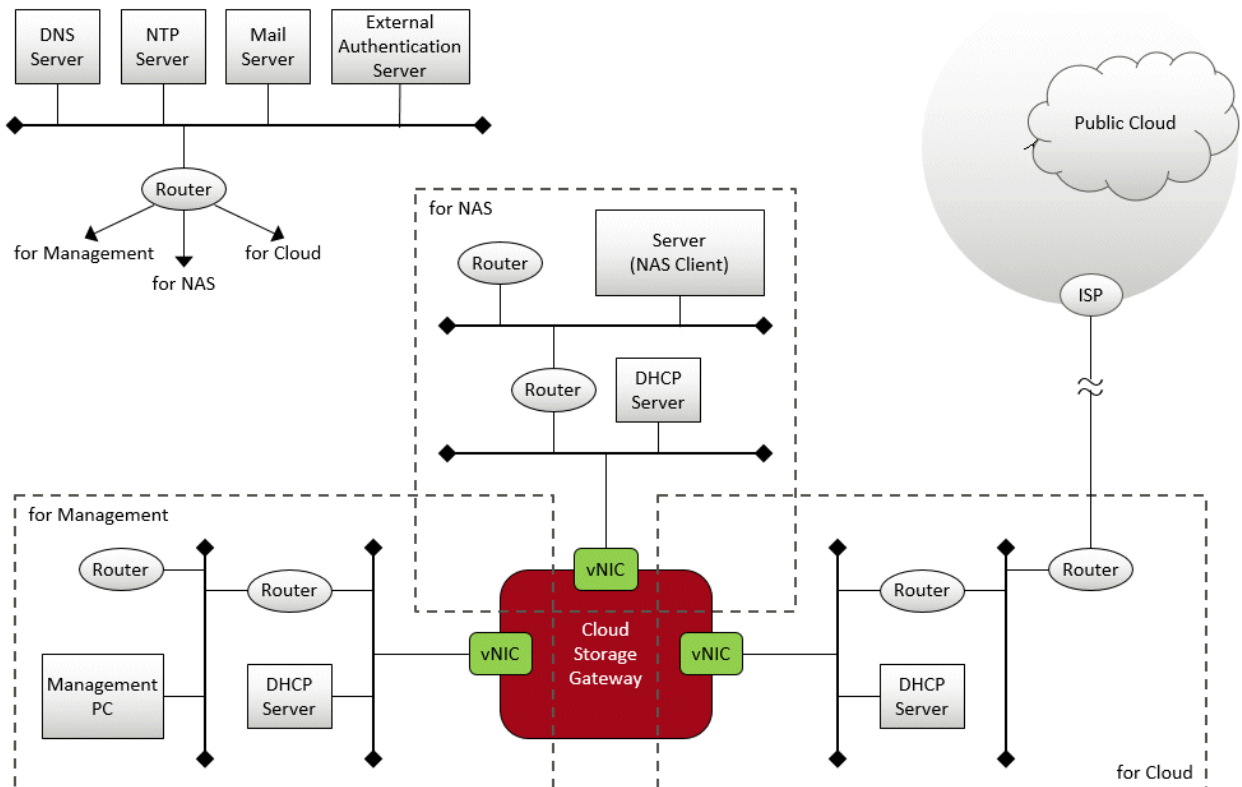 DNS
Server
NTP
Server
Mail
Server
External
Authentication
Server
Router
for Management
for NAS
for Cloud
Public Cloud
ISP
for NAS
Router
Server
(NAS Client)
Router
DHCP
Server
for Management
Router
Router
Management
PC
DHCP
Server
vNIC
vNIC
Cloud
Storage
Gateway
vNIC
Router
Router
DHCP
Server
for Cloud